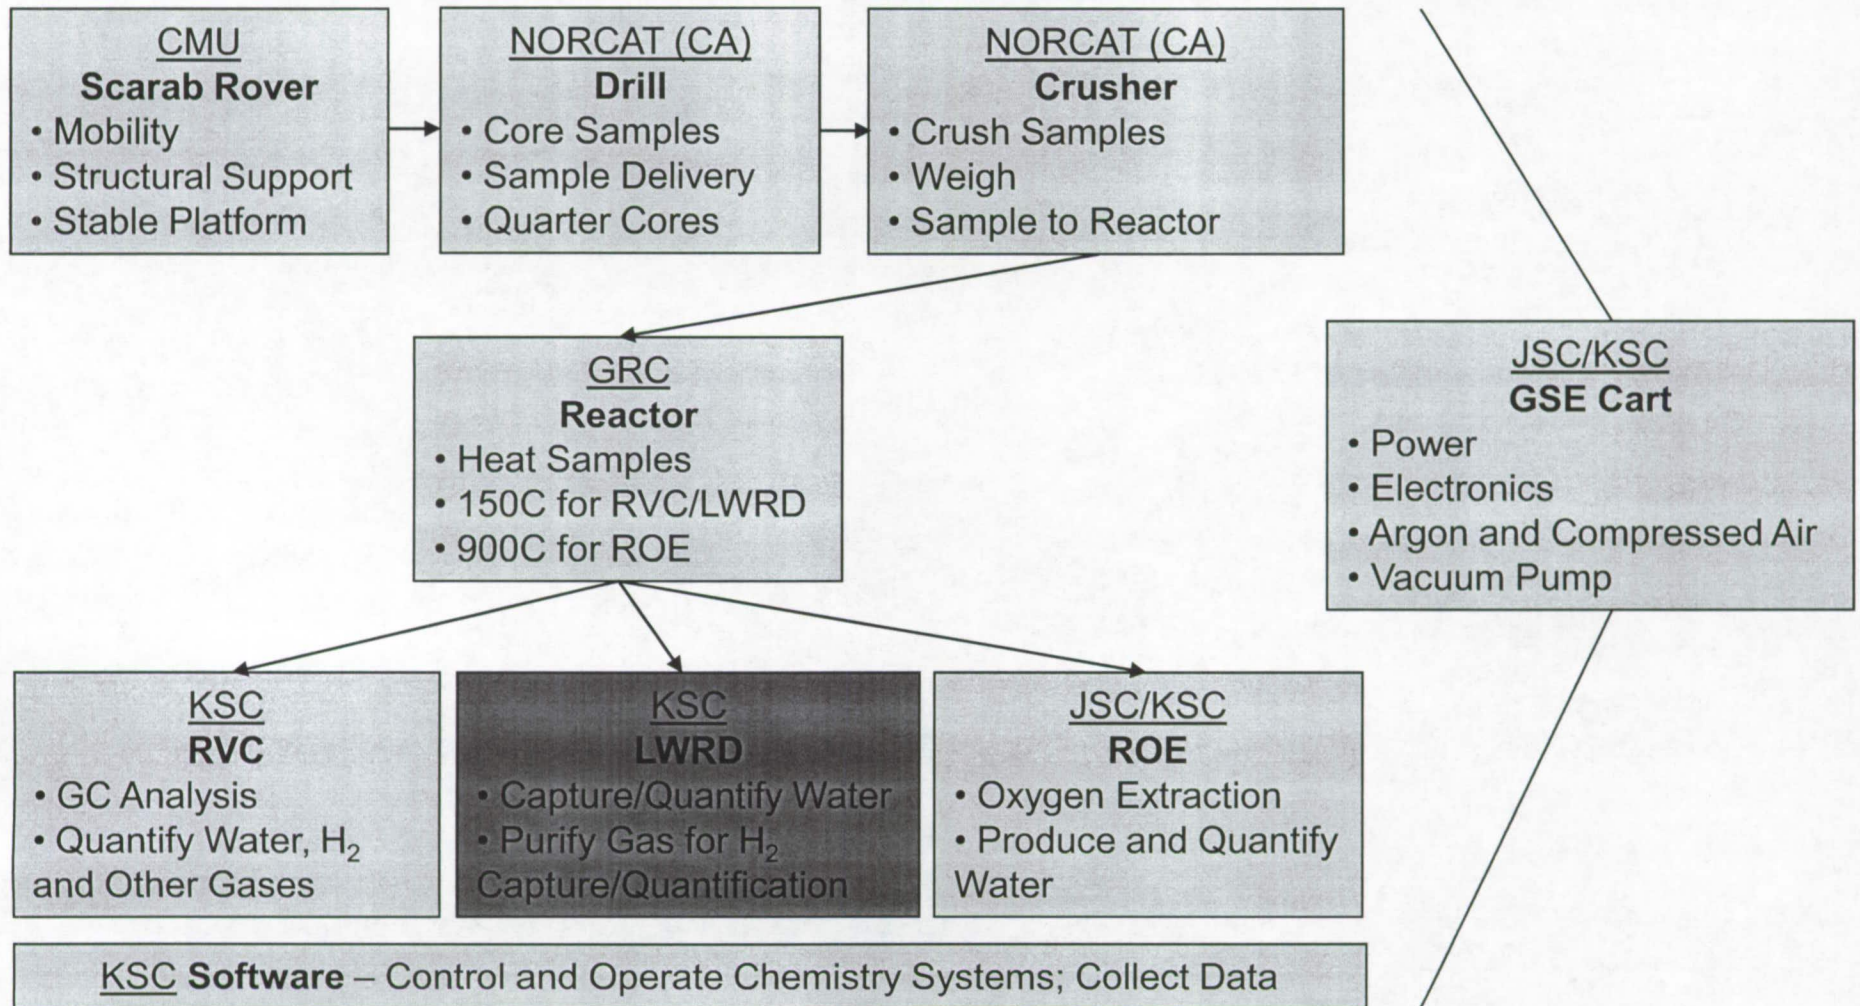 CMU
Scarab Rover
• Mobility
• Structural Support
• Stable Platform
NORCAT (CA)
Drill
• Core Samples
• Sample Delivery
• Quarter Cores
NORCAT (CA)
Crusher
• Crush Samples
• Weigh
• Sample to Reactor
GRC
Reactor
• Heat Samples
• 150C for RVC/LWRD
• 900C for ROE
JSC/KSC
GSE Cart
• Power
• Electronics
• Argon and Compressed Air
• Vacuum Pump
KSC
RVC
• GC Analysis
• Quantify Water, H₂
and Other Gases
KSC
LWRD
• Capture/Quantify Water
• Purify Gas for H₂
Capture/Quantification
JSC/KSC
ROE
• Oxygen Extraction
• Produce and Quantify
Water
KSC Software – Control and Operate Chemistry Systems; Collect Data